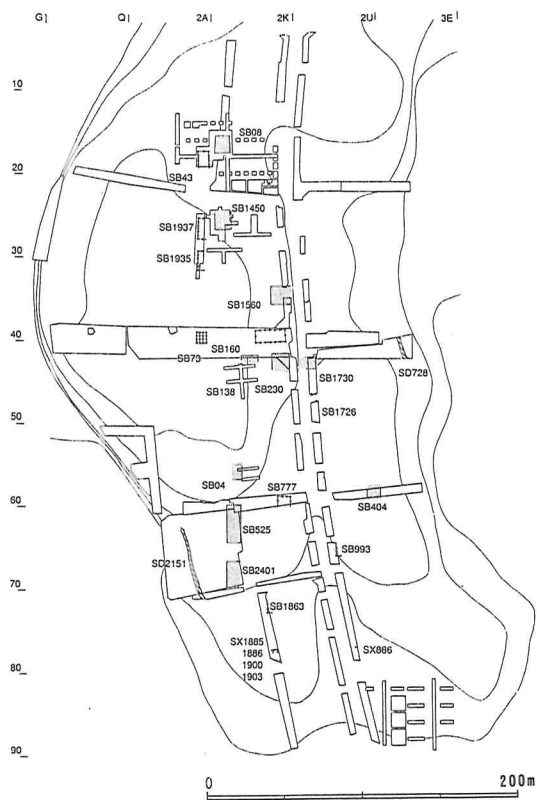 G Q 2A 2K 2U 3E
10
SB08
20
SB43
SB1450
SB1937
30
SB1935
SB1560
40
SB160
SB73
SD728
SB138
SB230
SB1730
50
SB1726
SB04
SB777
60
SB404
SB525
SB993
SD2151
SB2401
70
SB1863
SX1885
SX866
1886
80
1900
1903
90
0 200m